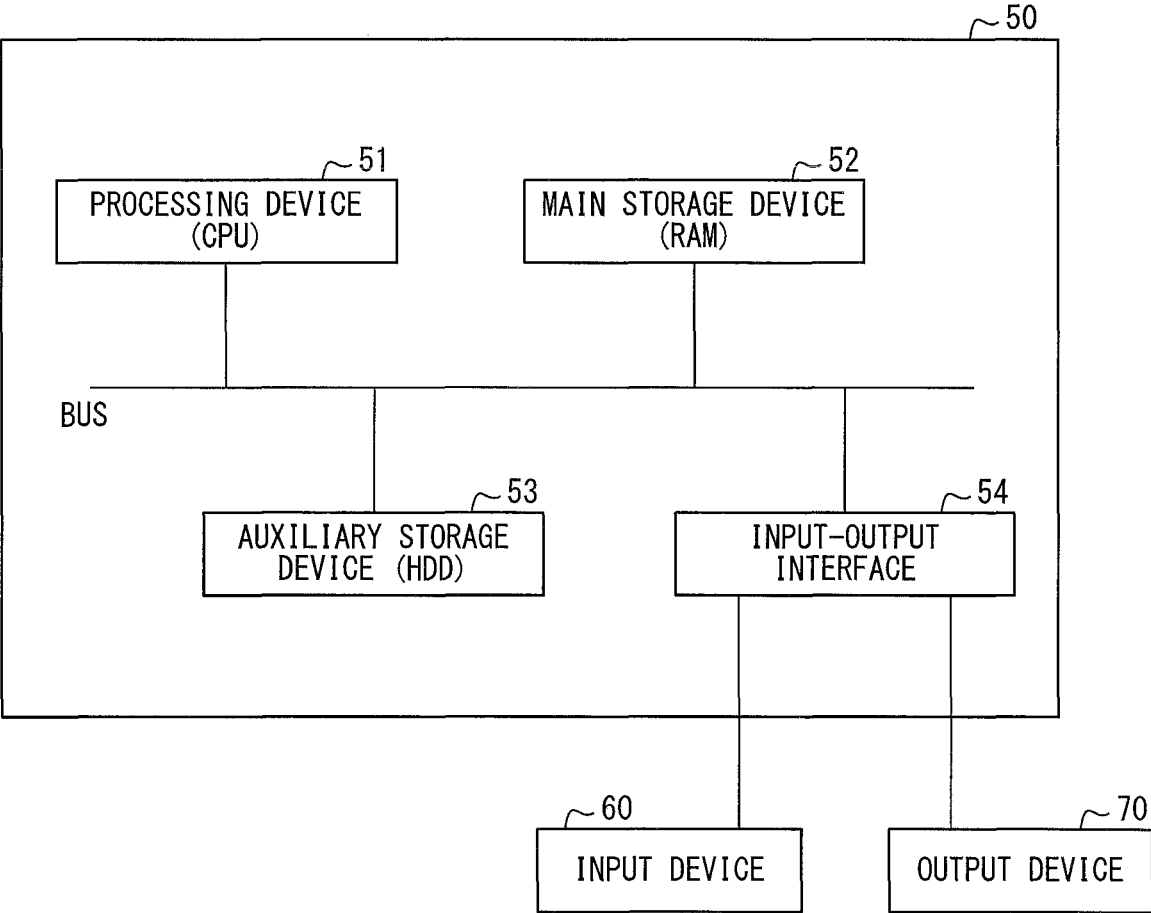 50
51
PROCESSING DEVICE
(CPU)
52
MAIN STORAGE DEVICE
(RAM)
BUS
53
AUXILIARY STORAGE
DEVICE (HDD)
54
INPUT-OUTPUT
INTERFACE
60
INPUT DEVICE
70
OUTPUT DEVICE